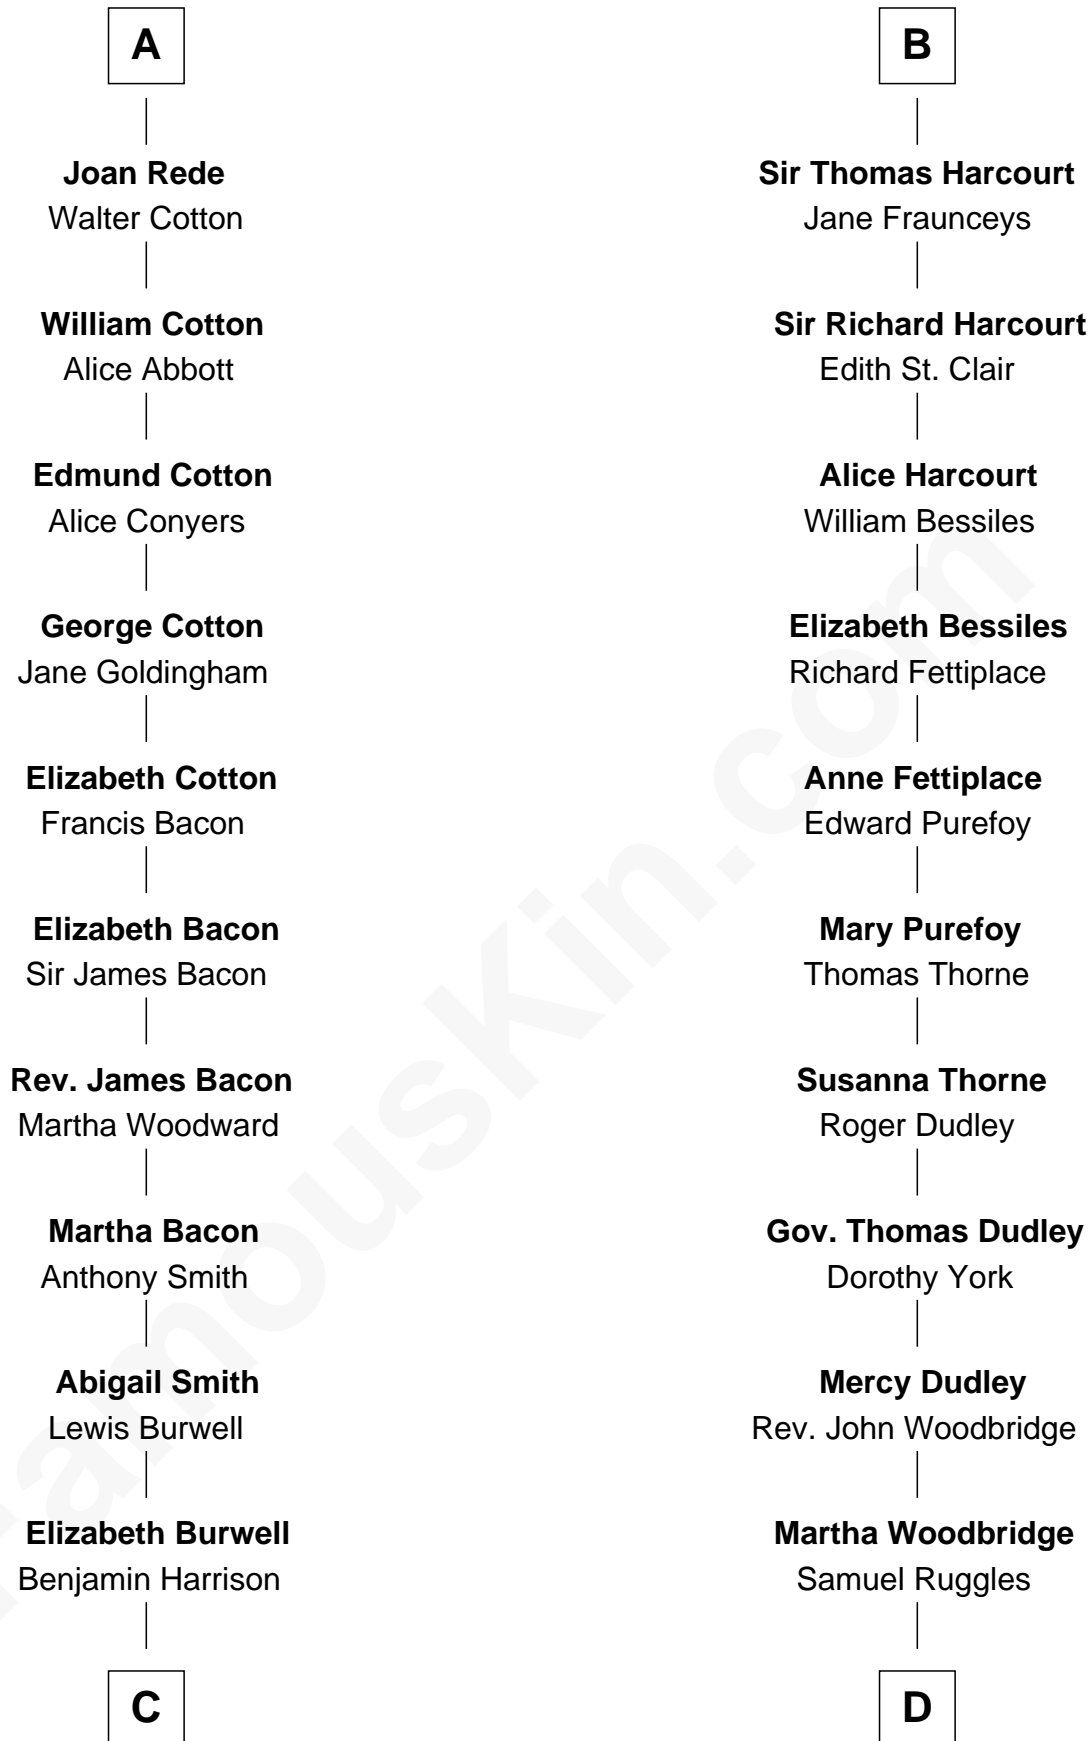 A
Joan Rede
Walter Cotton
William Cotton
Alice Abbott
Edmund Cotton
Alice Conyers
George Cotton
Jane Goldingham
Elizabeth Cotton
Francis Bacon
Elizabeth Bacon
Sir James Bacon
Rev. James Bacon
Martha Woodward
Martha Bacon
Anthony Smith
Abigail Smith
Lewis Burwell
Elizabeth Burwell
Benjamin Harrison
C
B
Sir Thomas Harcourt
Jane Fraunceys
Sir Richard Harcourt
Edith St. Clair
Alice Harcourt
William Bessiles
Elizabeth Bessiles
Richard Fettiplace
Anne Fettiplace
Edward Purefoy
Mary Purefoy
Thomas Thorne
Susanna Thorne
Roger Dudley
Gov. Thomas Dudley
Dorothy York
Mercy Dudley
Rev. John Woodbridge
Martha Woodbridge
Samuel Ruggles
D
FamousKin.com